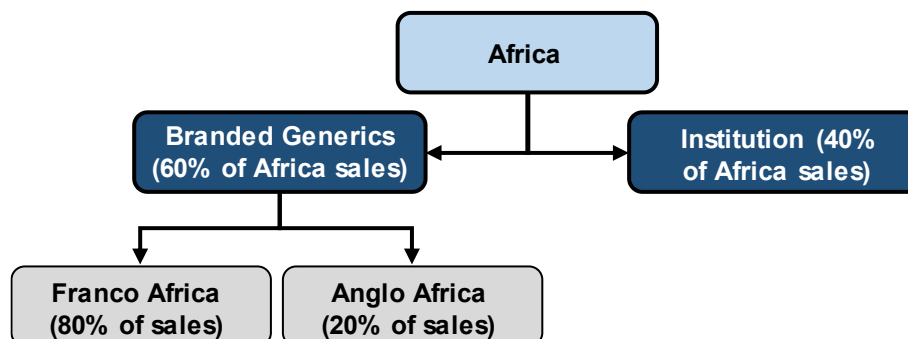 Africa
Branded Generics
(60% of Africa sales)
Institution (40%
of Africa sales)
Franco Africa
(80% of sales)
Anglo Africa
(20% of sales)